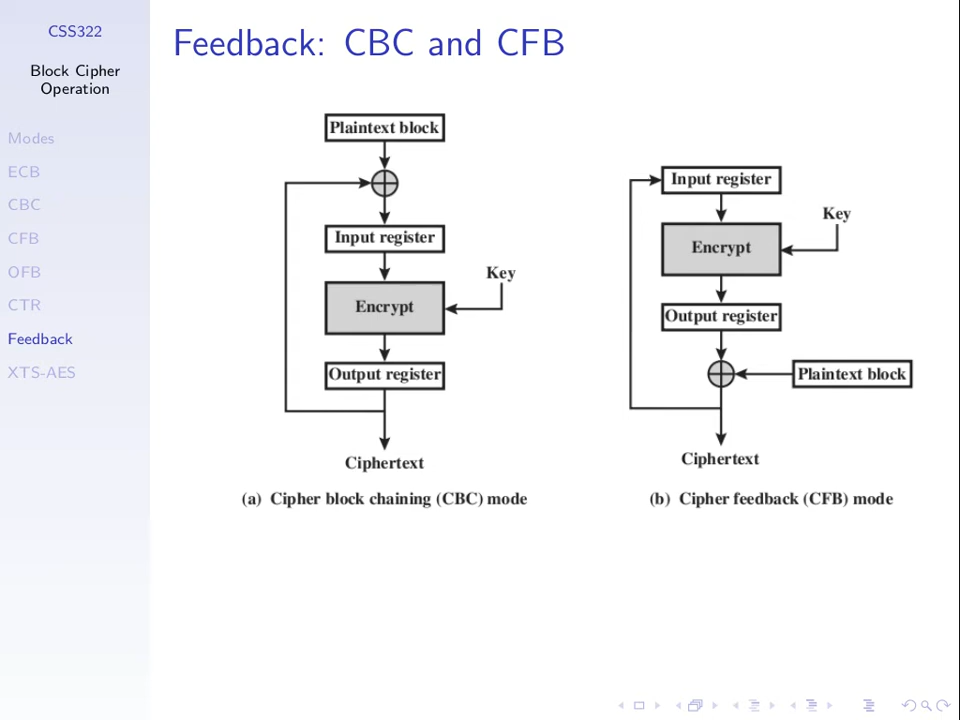 CSS322
Block Cipher
Operation
Modes
ECB
CBC
CFB
OFB
CTR
Feedback
XTS-AES
Feedback: CBC and CFB
Plaintext block
Input register
Key
Encrypt
Output register
Ciphertext
(a) Cipher block chaining (CBC) mode
Input register
Key
Encrypt
Output register
Plaintext block
Ciphertext
(b) Cipher feedback (CFB) mode